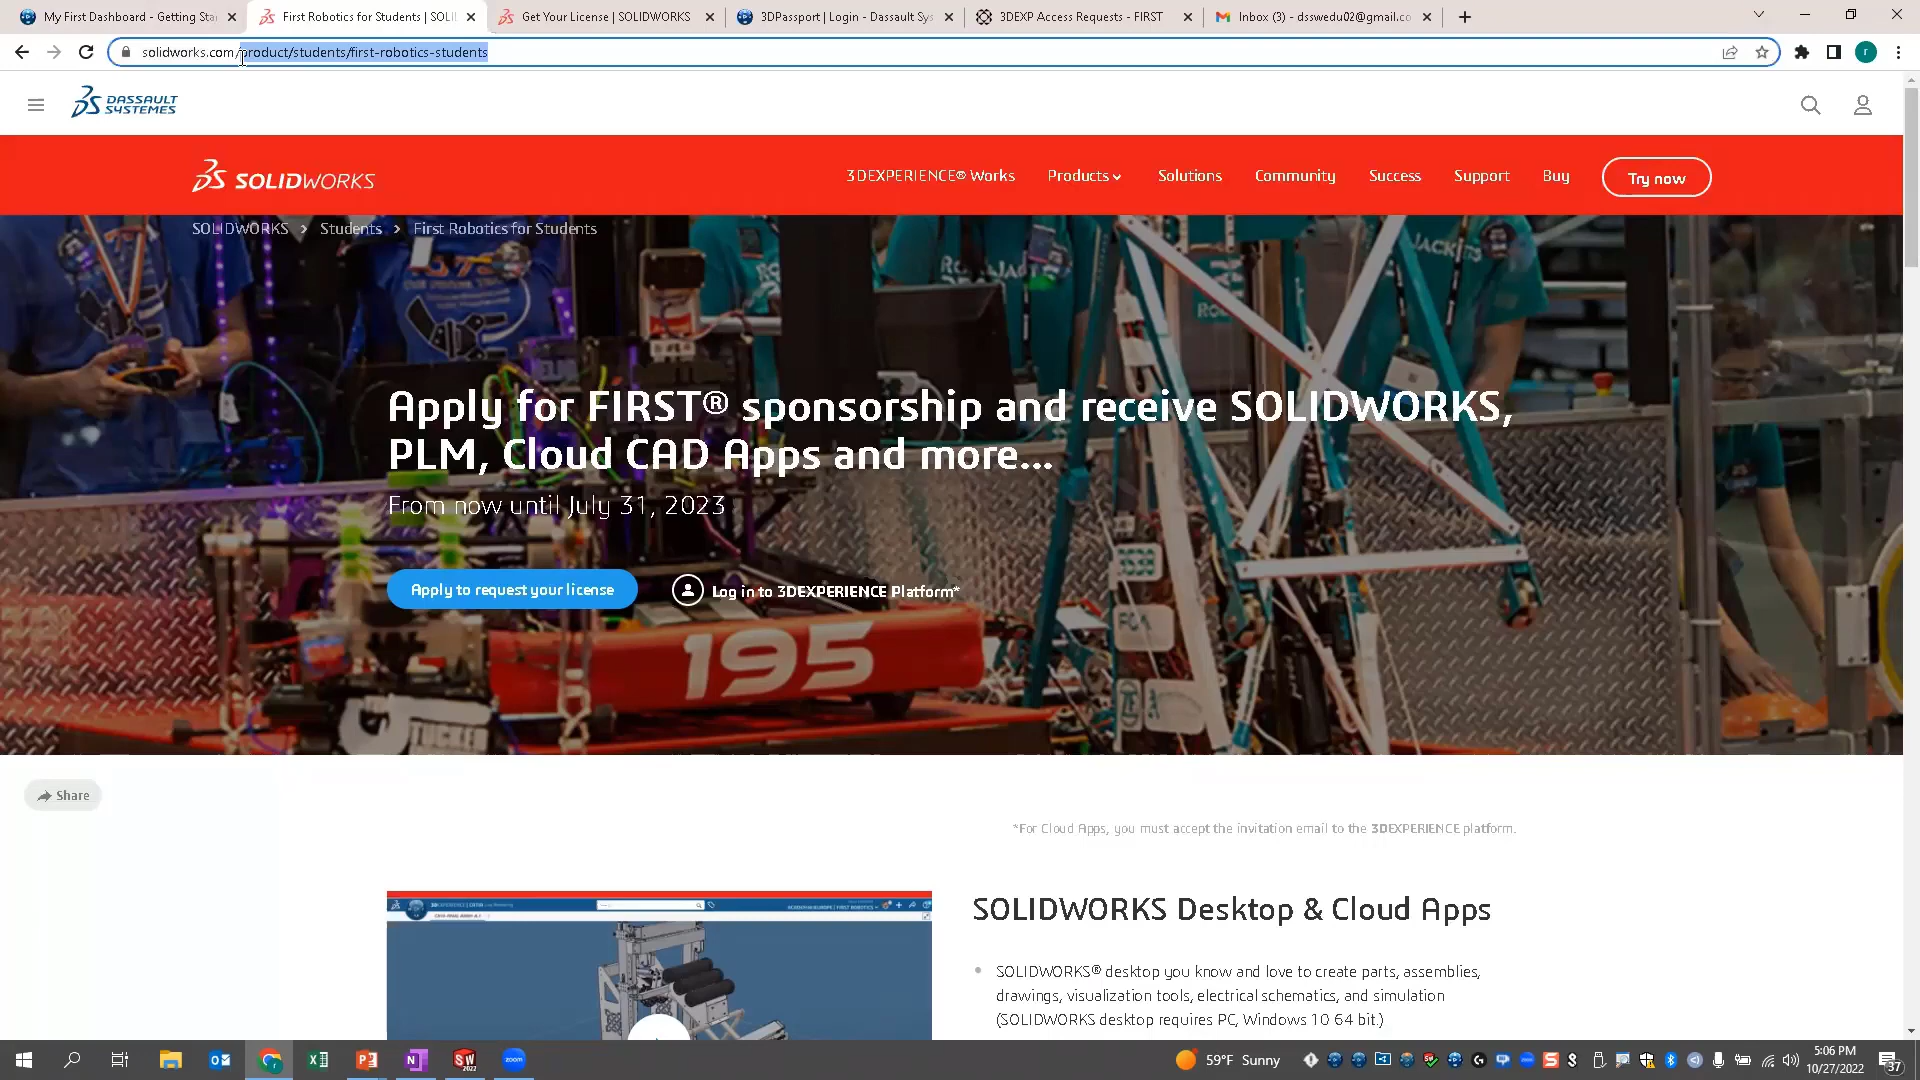 My First Dashboard - Getting Sta
First Robotics for Students | SOLI
Get Your License | SOLIDWORKS
3DPassport | Login - Dassault Sys
3DEXP Access Requests - FIRST
Inbox (3) - dsswedu02@gmail.co
solidworks.com/product/students/first-robotics-students
r
DASSAULT
SYSTEMES
SOLIDWORKS
3DEXPERIENCE® Works
Products
Solutions
Community
Success
Support
Buy
Try now
SOLIDWORKS > Students > First Robotics for Students
Apply for FIRST® sponsorship and receive SOLIDWORKS,
PLM, Cloud CAD Apps and more...
From now until July 31, 2023
Apply to request your license
Log in to 3DEXPERIENCE Platform*
195
Share
*For Cloud Apps, you must accept the invitation email to the 3DEXPERIENCE platform.
SOLIDWORKS Desktop & Cloud Apps
SOLIDWORKS® desktop you know and love to create parts, assemblies,
drawings, visualization tools, electrical schematics, and simulation
(SOLIDWORKS desktop requires PC, Windows 10 64 bit.)
59°F Sunny
5:06 PM
10/27/2022
37